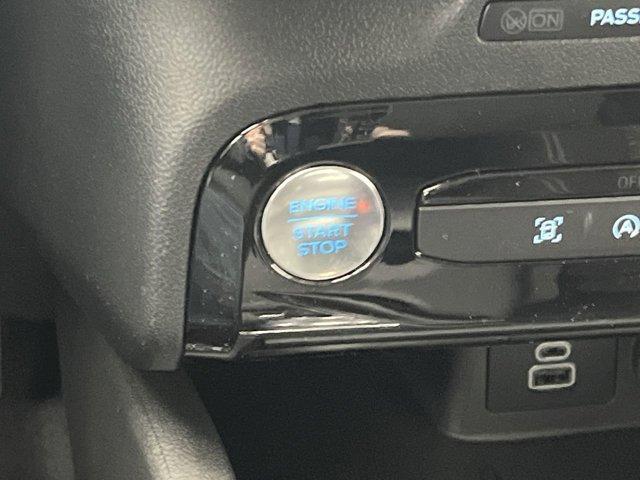 ON PASS
OFF
ENGINE
START
STOP
A